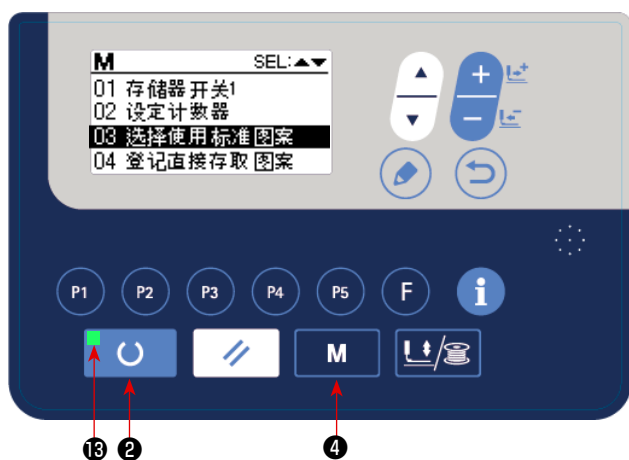 M SEL:▲▼
01 存储器开关1
02 设定计数器
03 选择使用标准图案
04 登记直接存取图案
P1 P2 P3 P4 P5 F i
M
⓭ ❷ ❹